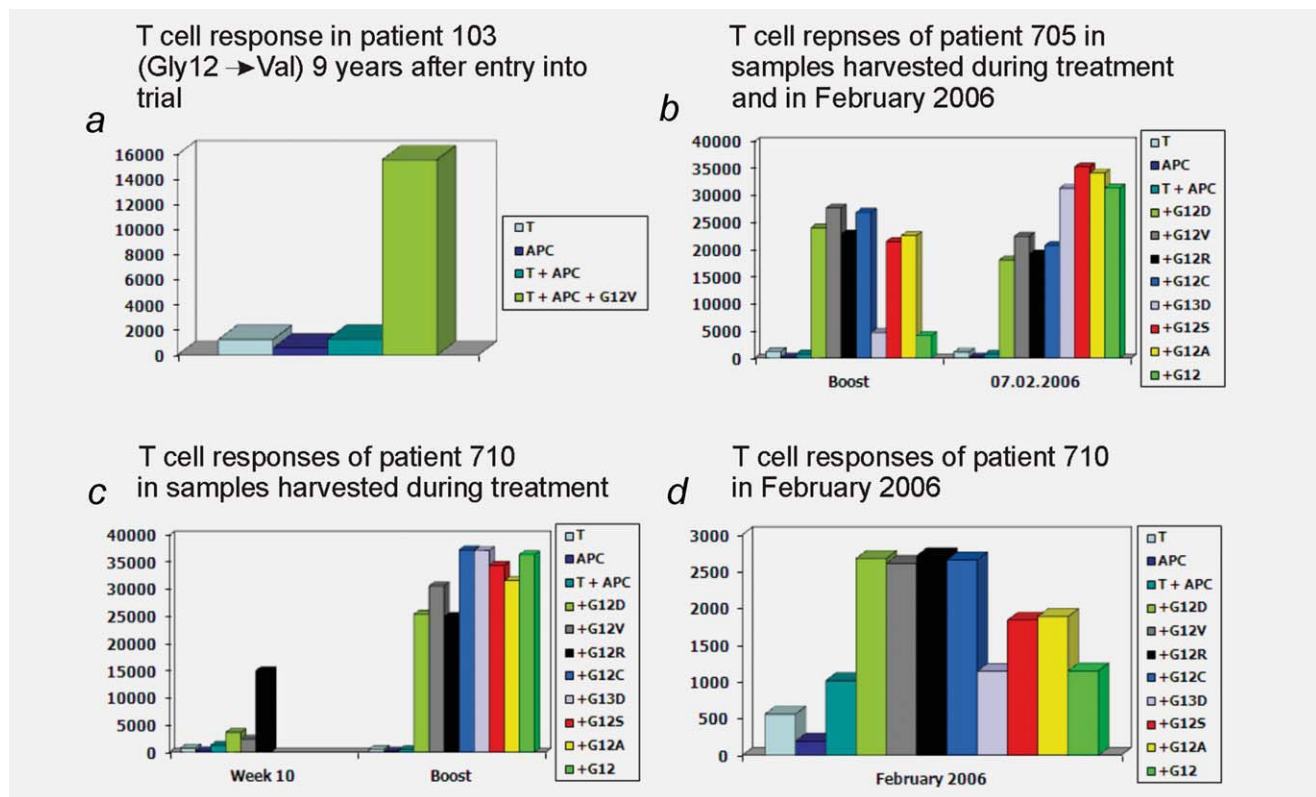 T cell response in patient 103
(Gly12 →Val) 9 years after entry into
trial
a
16000
14000
12000
10000
8000
6000
4000
2000
0
T
APC
T + APC
T + APC + G12V
T cell repnses of patient 705 in
samples harvested during treatment
and in February 2006
b
40000
35000
30000
25000
20000
15000
10000
5000
0
Boost
07.02.2006
T
APC
T + APC
+G12D
+G12V
+G12R
+G12C
+G13D
+G12S
+G12A
+G12
T cell responses of patient 710
in samples harvested during treatment
c
40000
35000
30000
25000
20000
15000
10000
5000
0
Week 10
Boost
T
APC
T + APC
+G12D
+G12V
+G12R
+G12C
+G13D
+G12S
+G12A
+G12
T cell responses of patient 710
in February 2006
d
3000
2500
2000
1500
1000
500
0
February 2006
T
APC
T + APC
+G12D
+G12V
+G12R
+G12C
+G13D
+G12S
+G12A
+G12